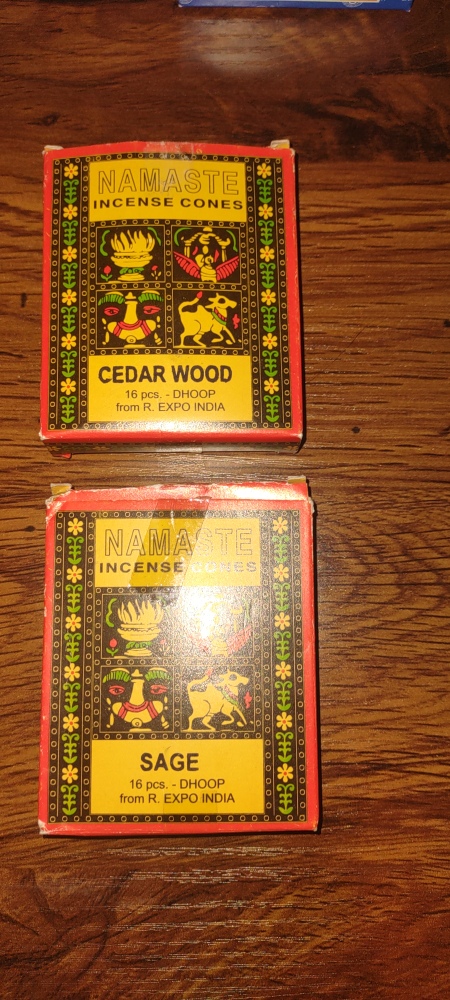 NAMASTE
INCENSE CONES
CEDAR WOOD
16 pcs. - DHOOP
from R. EXPO INDIA
NAMASTE
INCENSE CONES
SAGE
16 pcs. - DHOOP
from R. EXPO INDIA